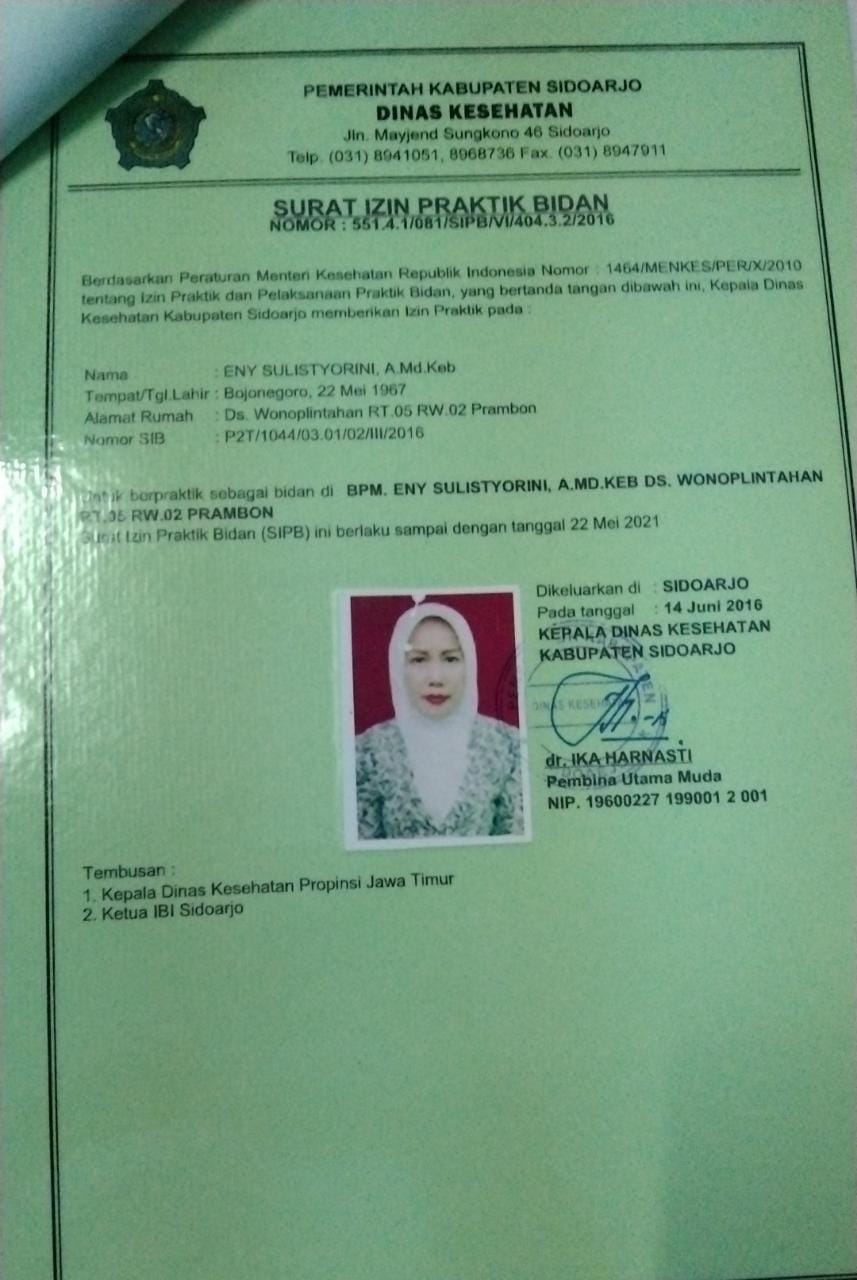 PEMERINTAH KABUPATEN SIDOARJO
DINAS KESEHATAN
Jln. Mayjend Sungkono 46 Sidoarjo
Telp. (031) 8941051, 8968736 Fax. (031) 8947911
SURAT IZIN PRAKTIK BIDAN
NOMOR : 551.4.1/081/SIPB/VI/404.3.2/2016
Berdasarkan Peraturan Menteri Kesehatan Republik Indonesia Nomor : 1464/MENKES/PER/X/2010
tentang Izin Praktik dan Pelaksanaan Praktik Bidan, yang bertanda tangan dibawah ini, Kepala Dinas
Kesehatan Kabupaten Sidoarjo memberikan Izin Praktik pada :
Nama : ENY SULISTYORINI, A.Md.Keb
Tempat/Tgl.Lahir : Bojonegoro, 22 Mei 1967
Alamat Rumah : Ds. Wonoplintahan RT.05 RW.02 Prambon
Nomor SIB : P2T/1044/03.01/02/III/2016
Untuk berpraktik sebagai bidan di BPM. ENY SULISTYORINI, A.MD.KEB DS. WONOPLINTAHAN
RT.05 RW.02 PRAMBON
Surat Izin Praktik Bidan (SIPB) ini berlaku sampai dengan tanggal 22 Mei 2021
Dikeluarkan di : SIDOARJO
Pada tanggal : 14 Juni 2016
KEPALA DINAS KESEHATAN
KABUPATEN SIDOARJO
DINAS KESEHA
dr. IKA HARNASTI
Pembina Utama Muda
NIP. 19600227 199001 2 001
Tembusan :
1. Kepala Dinas Kesehatan Propinsi Jawa Timur
2. Ketua IBI Sidoarjo